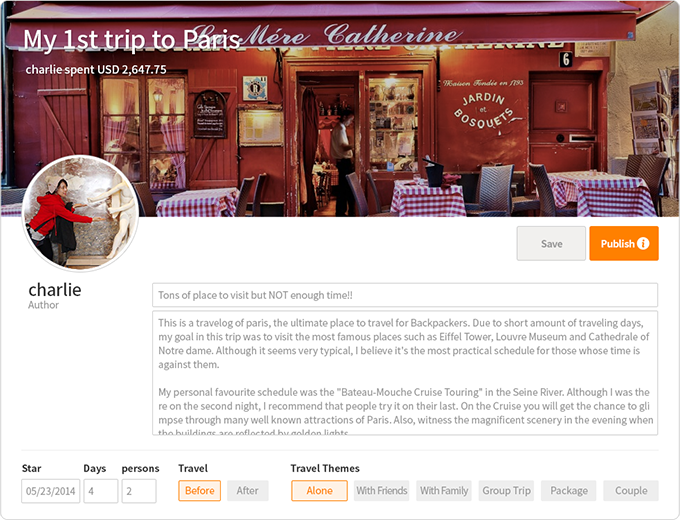 My 1st trip to Paris
La Mére Catherine
MÈRE CATHERINE
charlie spent USD 2,647.75
6
Maison Fondée en 1793
JARDIN
et
BOSQUETS
Save
Publish i
charlie
Author
Tons of place to visit but NOT enough time!!
This is a travelog of paris, the ultimate place to travel for Backpackers. Due to short amount of traveling days,
my goal in this trip was to visit the most famous places such as Eiffel Tower, Louvre Museum and Cathedrale of
Notre dame. Although it seems very typical, I believe it's the most practical schedule for those whose time is
against them.
My personal favourite schedule was the "Bateau-Mouche Cruise Touring" in the Seine River. Although I was the
re on the second night, I recommend that people try it on their last. On the Cruise you will get the chance to gli
mpse through many well known attractions of Paris. Also, witness the magnificent scenery in the evening when
the buildings are reflected by golden lights
Star Days persons Travel Travel Themes
05/23/2014 4 2 Before After Alone With Friends With Family Group Trip Package Couple